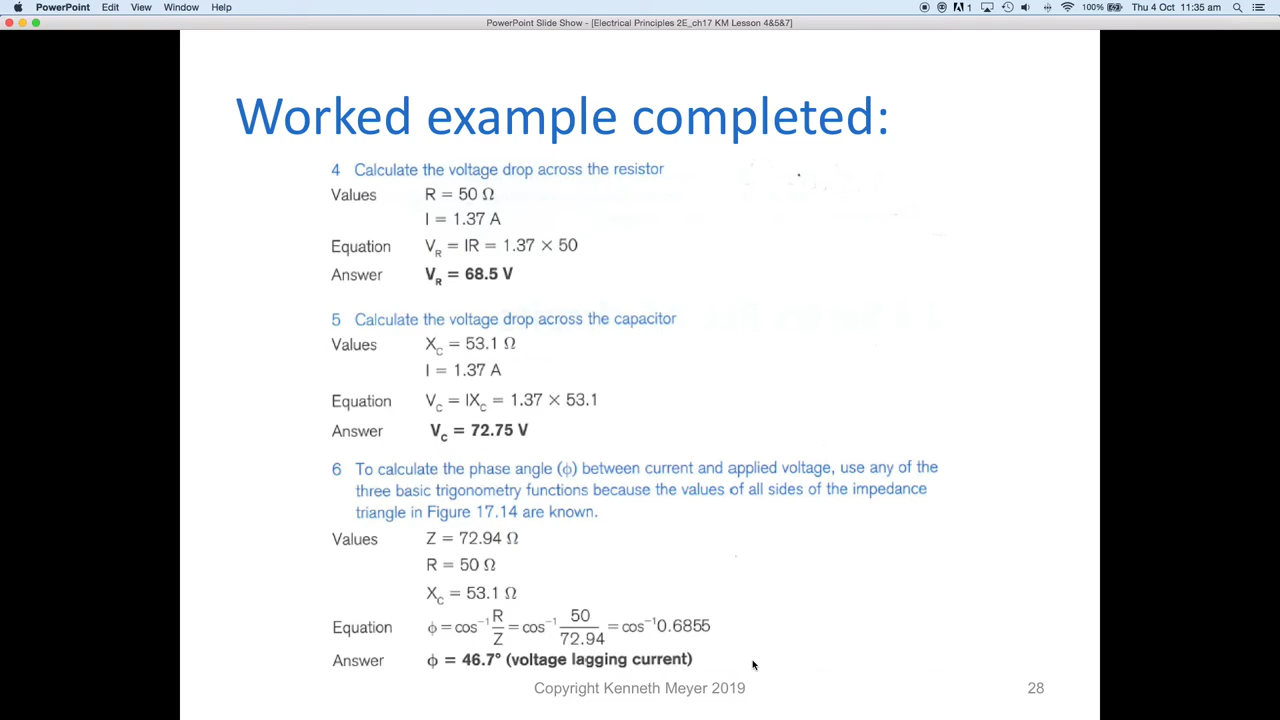 PowerPoint Edit View Window Help 1 100% Thu 4 Oct 11:35 am
PowerPoint Slide Show - [Electrical Principles 2E_ch17 KM Lesson 4&5&7]
Worked example completed:
4 Calculate the voltage drop across the resistor
Values R = 50 Ω
I = 1.37 A
Equation V_R = IR = 1.37 × 50
Answer V_R = 68.5 V
5 Calculate the voltage drop across the capacitor
Values X_C = 53.1 Ω
I = 1.37 A
Equation V_C = IX_C = 1.37 × 53.1
Answer V_C = 72.75 V
6 To calculate the phase angle (ϕ) between current and applied voltage, use any of the
three basic trigonometry functions because the values of all sides of the impedance
triangle in Figure 17.14 are known.
Values Z = 72.94 Ω
R = 50 Ω
X_C = 53.1 Ω
Equation ϕ = cos⁻¹ R/Z = cos⁻¹ 50/72.94 = cos⁻¹0.6855
Answer ϕ = 46.7° (voltage lagging current)
Copyright Kenneth Meyer 2019 28